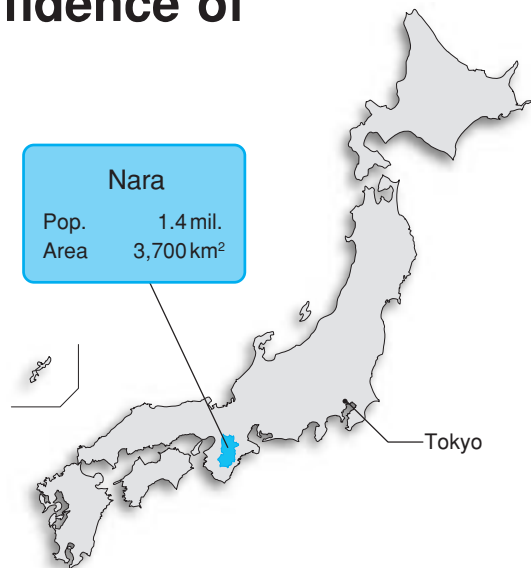 fidence of
Nara
Pop. 1.4 mil.
Area 3,700 km²
Tokyo